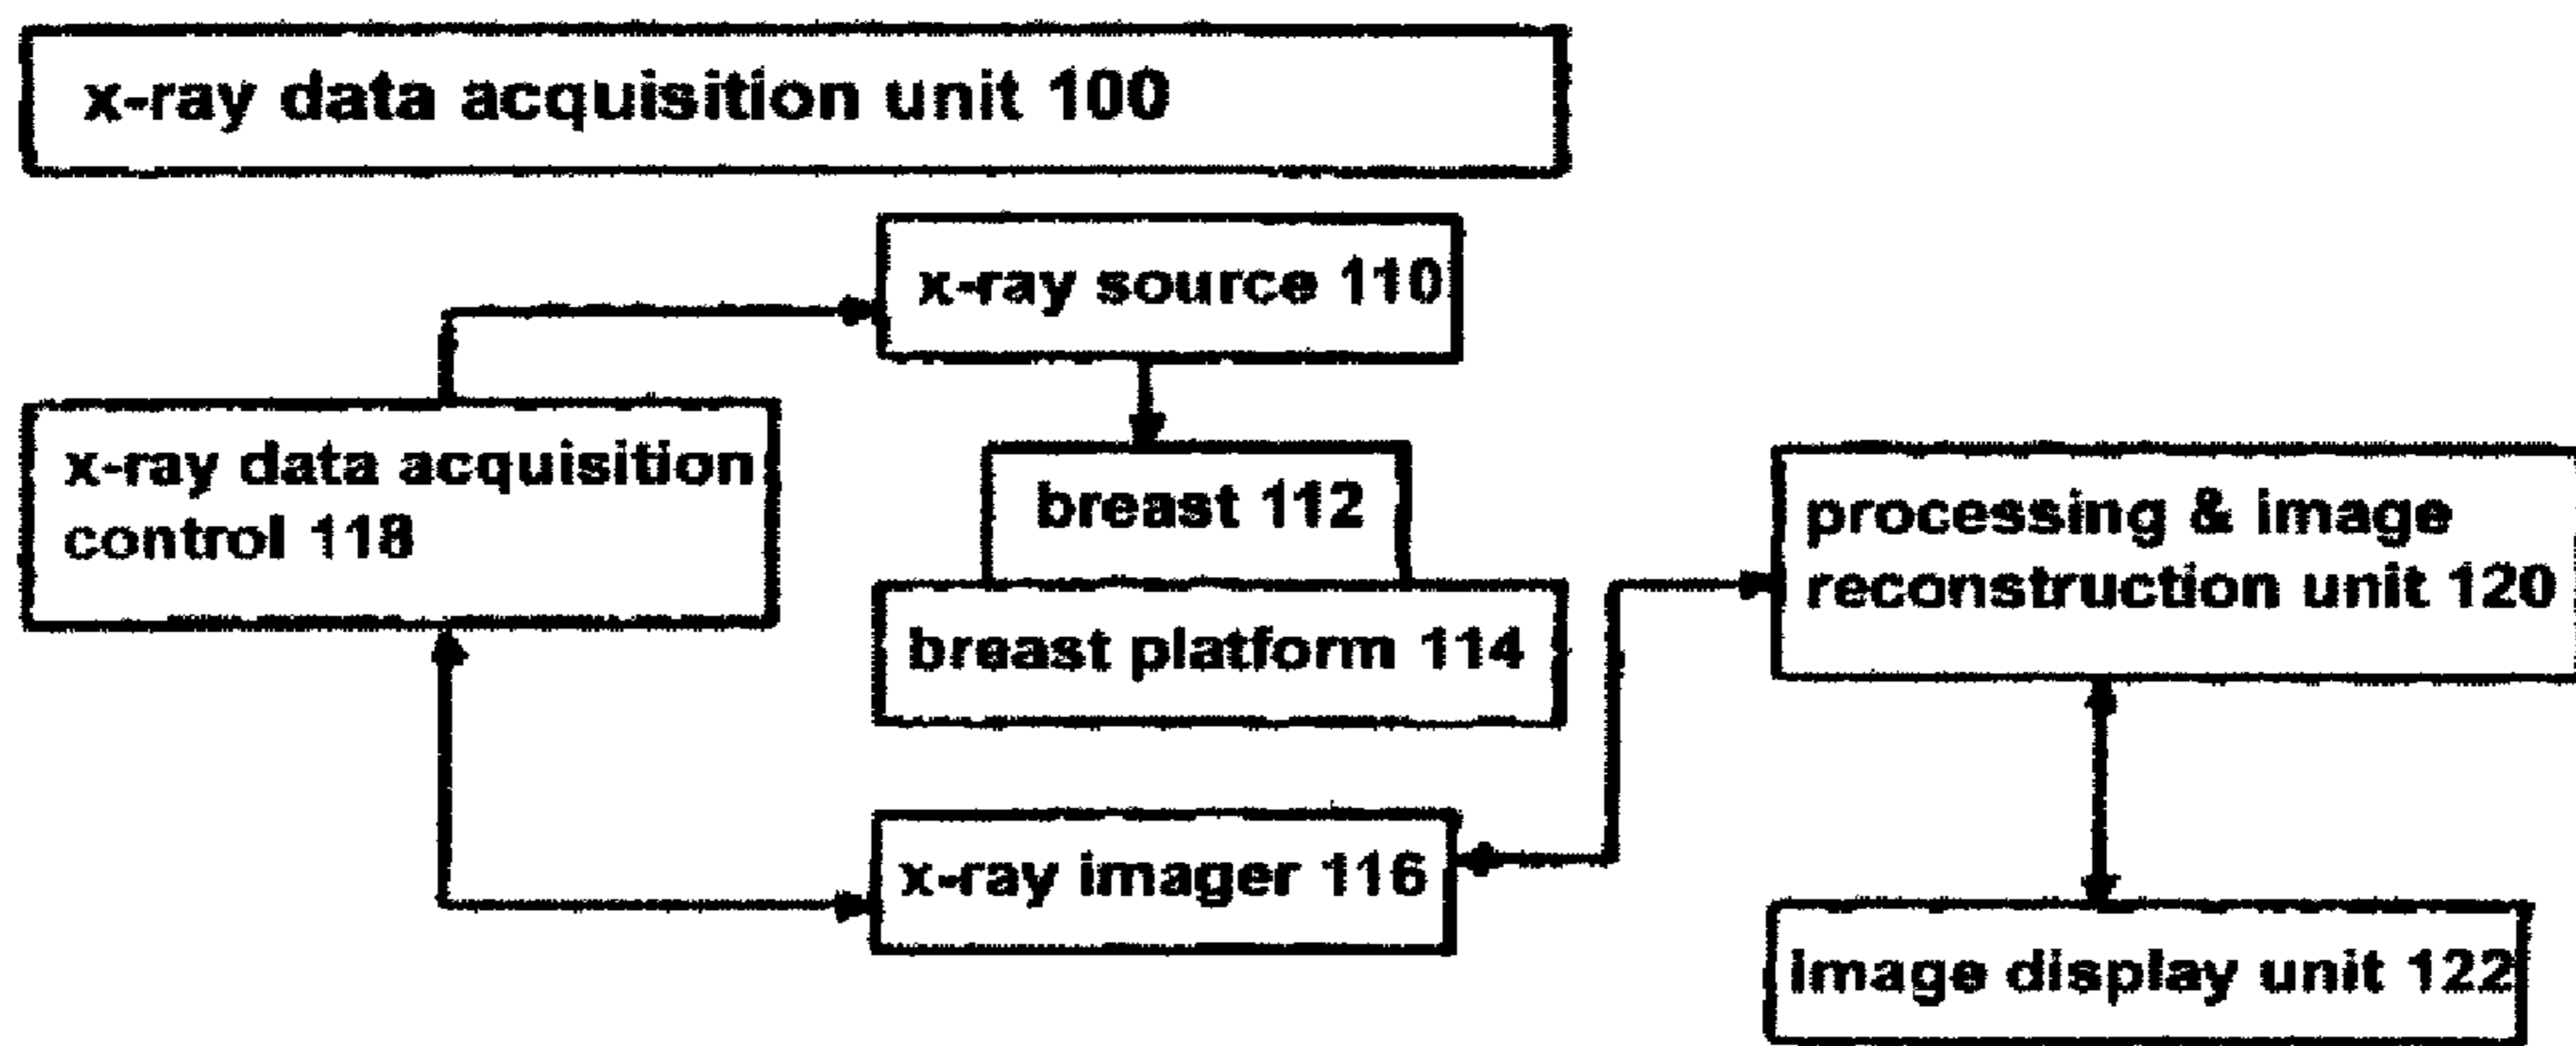 x-ray data acquisition unit 100
x-ray source 110
x-ray data acquisition
control 118
breast 112
breast platform 114
processing & image
reconstruction unit 120
x-ray imager 116
image display unit 122